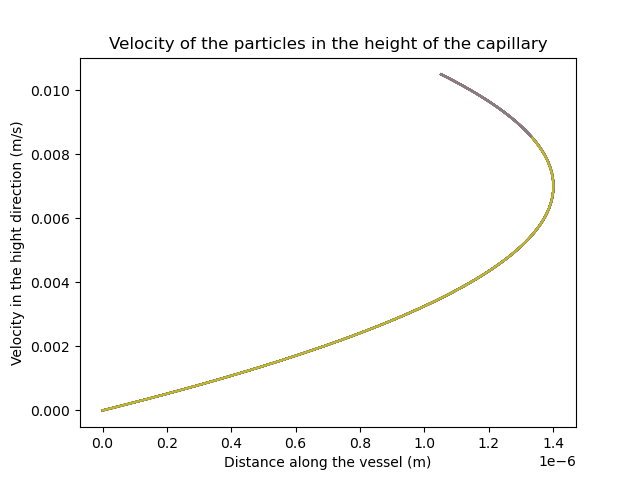 Velocity of the particles in the height of the capillary
Velocity in the hight direction (m/s)
0.010
0.008
0.006
0.004
0.002
0.000
0.0 0.2 0.4 0.6 0.8 1.0 1.2 1.4
1e−6
Distance along the vessel (m)